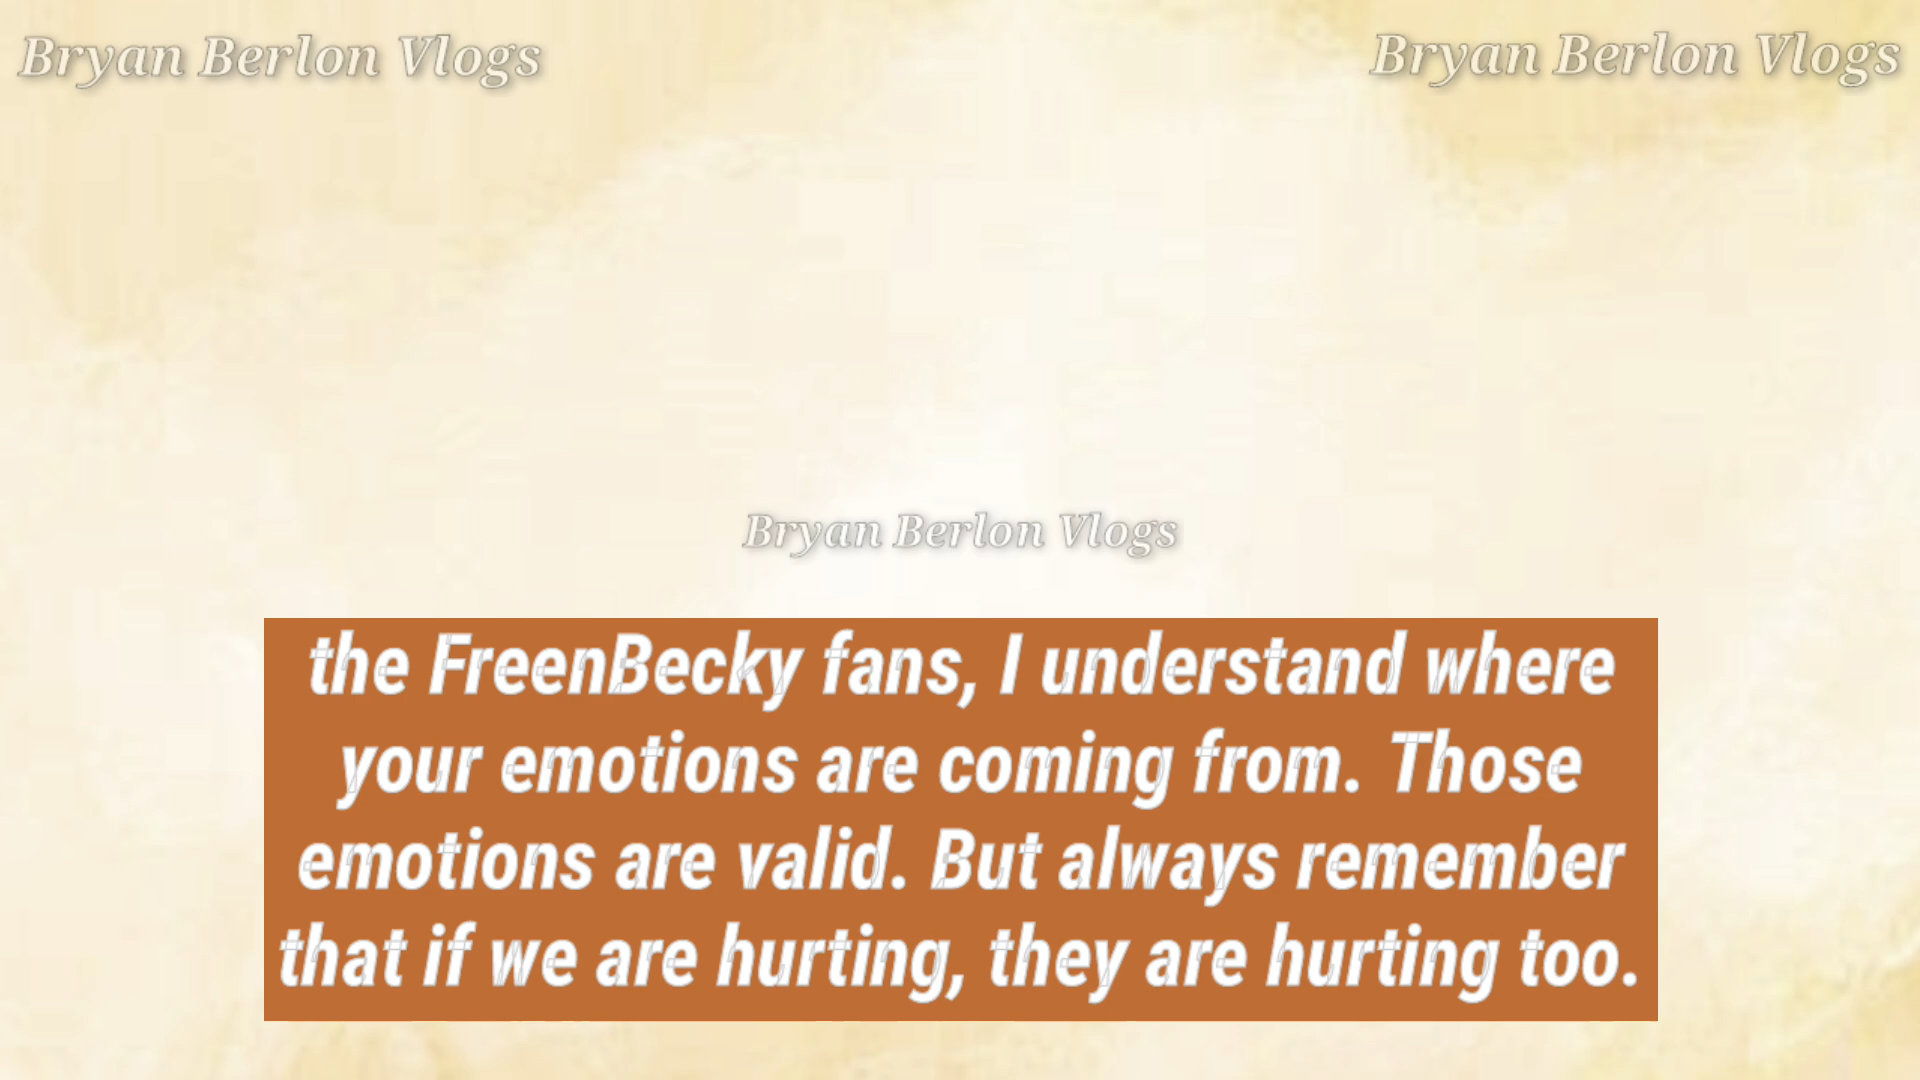 Bryan Berlon Vlogs
Bryan Berlon Vlogs
Bryan Berlon Vlogs
the FreenBecky fans, I understand where
your emotions are coming from. Those
emotions are valid. But always remember
that if we are hurting, they are hurting too.